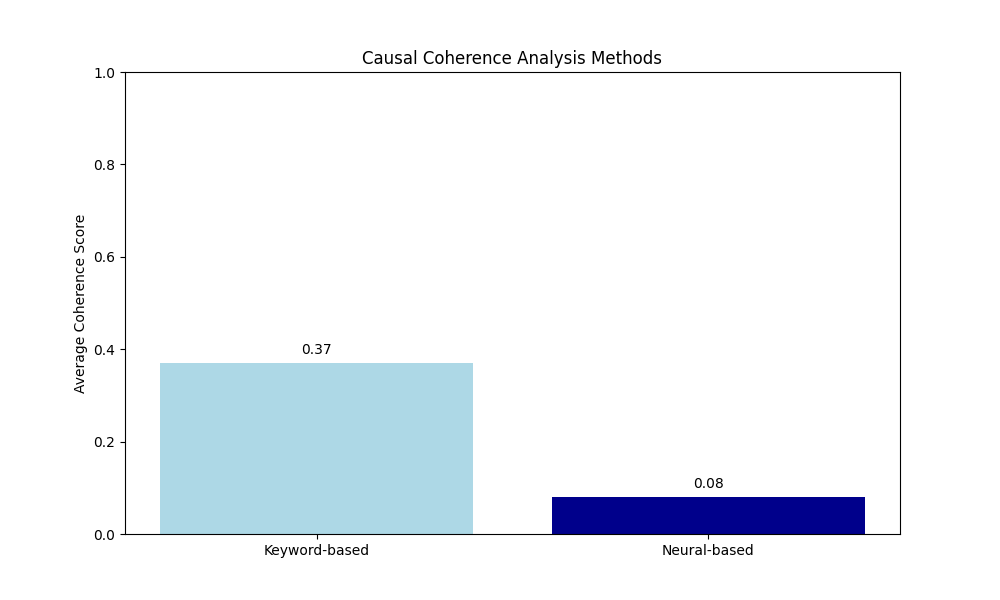 Causal Coherence Analysis Methods
1.0
0.8
0.6
0.4
0.2
0.0
Average Coherence Score
0.37
0.08
Keyword-based
Neural-based